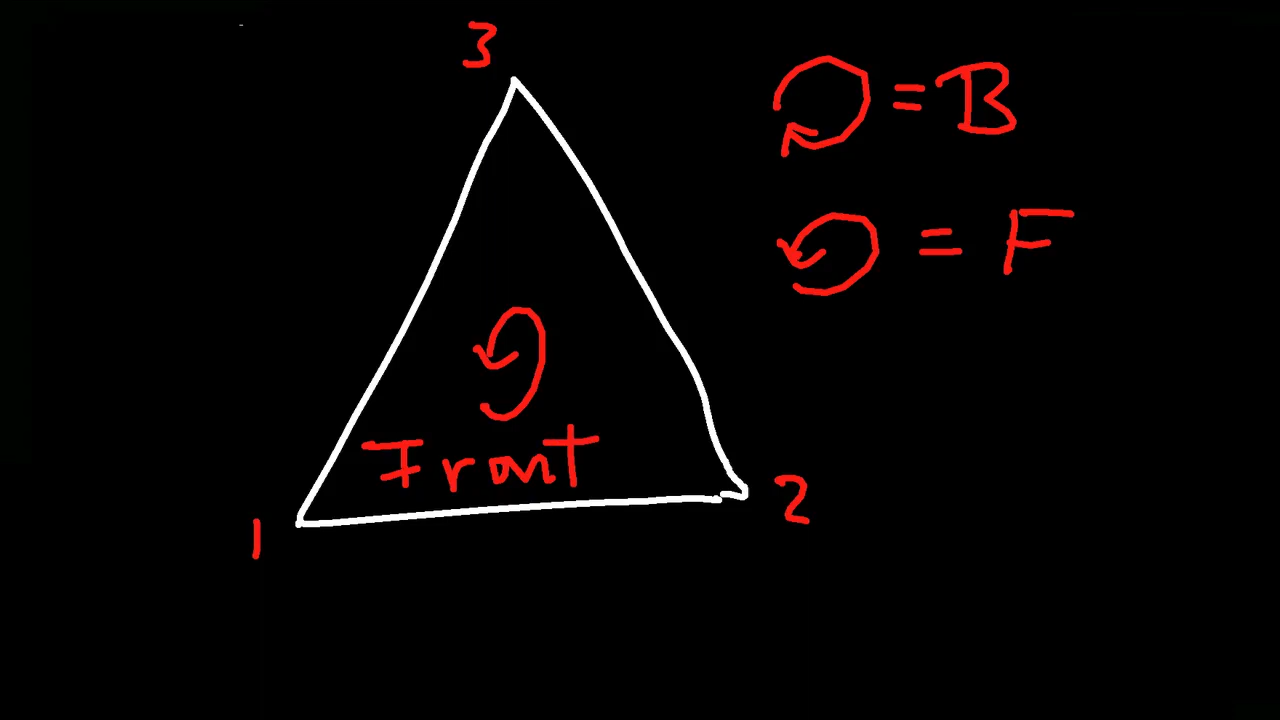 3
= B
= F
Front
1
2